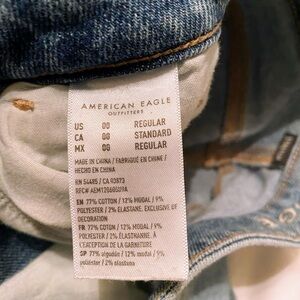 AMERICAN EAGLE
OUTFITTERS
US 00 REGULAR
CA 00 STANDARD
MX 00 REGULAR
MADE IN CHINA / FABRIQUÉ EN CHINE /
HECHO EN CHINA
RN 54485 / CA 03873
EN 77% COTTON / 12% MODAL / 9%
POLYESTER / 2% ELASTANE. EXCLUSIVE OF
DECORATION
FR 77% COTON / 12% MODAL / 9%
POLYESTER / 2% ÉLASTANE. À
L'EXCEPTION DE LA GARNITURE
SP 77% algodón / 12% modal / 9%
poliéster / 2% elastano